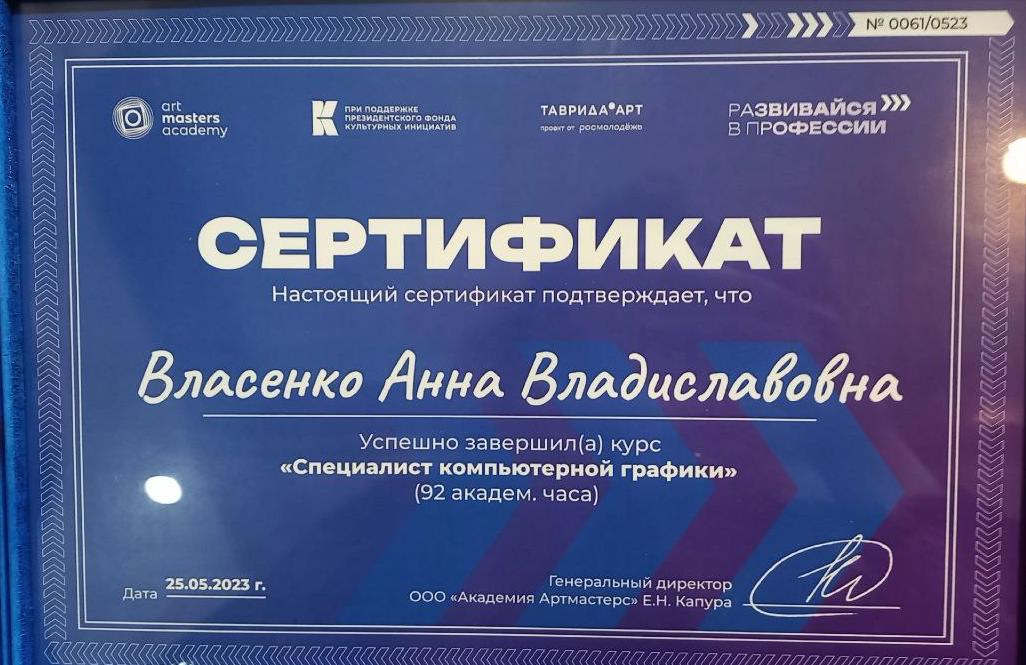 № 0061/0523
art
masters
academy
ПРИ ПОДДЕРЖКЕ
ПРЕЗИДЕНТСКОГО ФОНДА
КУЛЬТУРНЫХ ИНИЦИАТИВ
ТАВРИДА АРТ
проект от росмолодёжь
РАЗВИВАЙСЯ
В ПРОФЕССИИ
СЕРТИФИКАТ
Настоящий сертификат подтверждает, что
Власенко Анна Владиславовна
Успешно завершил(а) курс
«Специалист компьютерной графики»
(92 академ. часа)
Дата 25.05.2023 г.
Генеральный директор
ООО «Академия Артмастерс» Е.Н. Капура